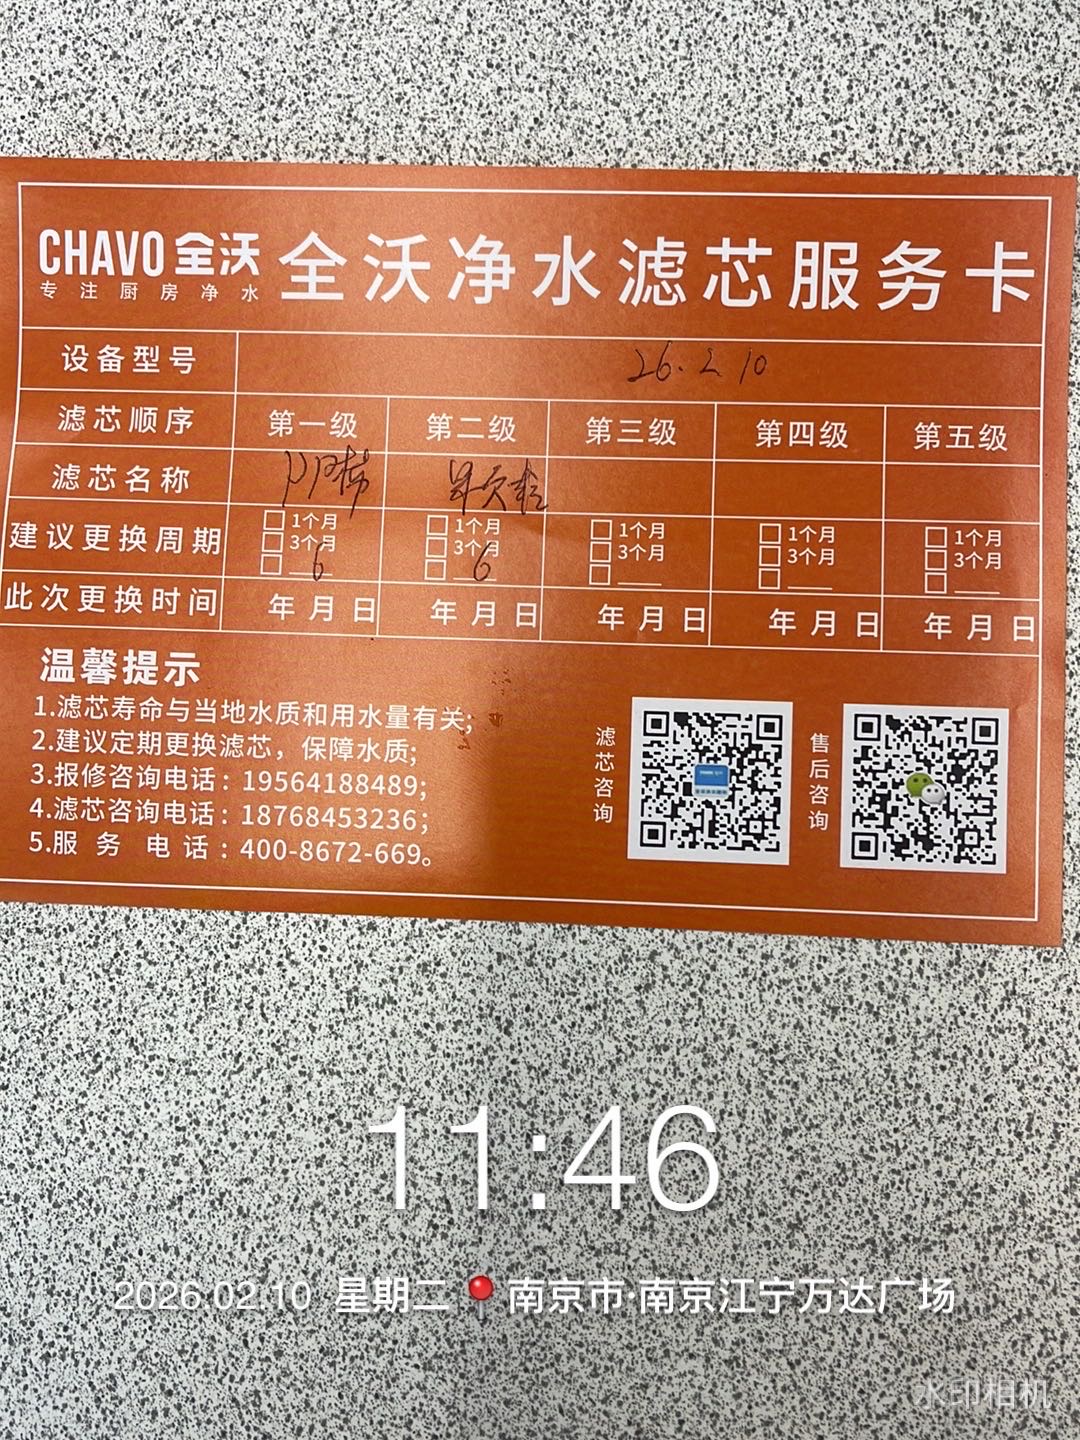 CHAVO 全沃
专注厨房净水
全沃净水滤芯服务卡
设备型号 26.2.10
滤芯顺序 第一级 第二级 第三级 第四级 第五级
滤芯名称 PP棉
建议更换周期 □1个月 □1个月 □1个月 □1个月 □1个月
□3个月 □3个月 □3个月 □3个月 □3个月
□6 □6 □__ □__ □__
此次更换时间 年月日 年月日 年月日 年月日 年月日
温馨提示
1.滤芯寿命与当地水质和用水量有关;
2.建议定期更换滤芯，保障水质;
3.报修咨询电话：19564188489;
4.滤芯咨询电话：18768453236;
5.服务电话：400-8672-669。
滤芯咨询
售后咨询
11:46
2026.02.10 星期二 南京市·南京江宁万达广场
水印相机